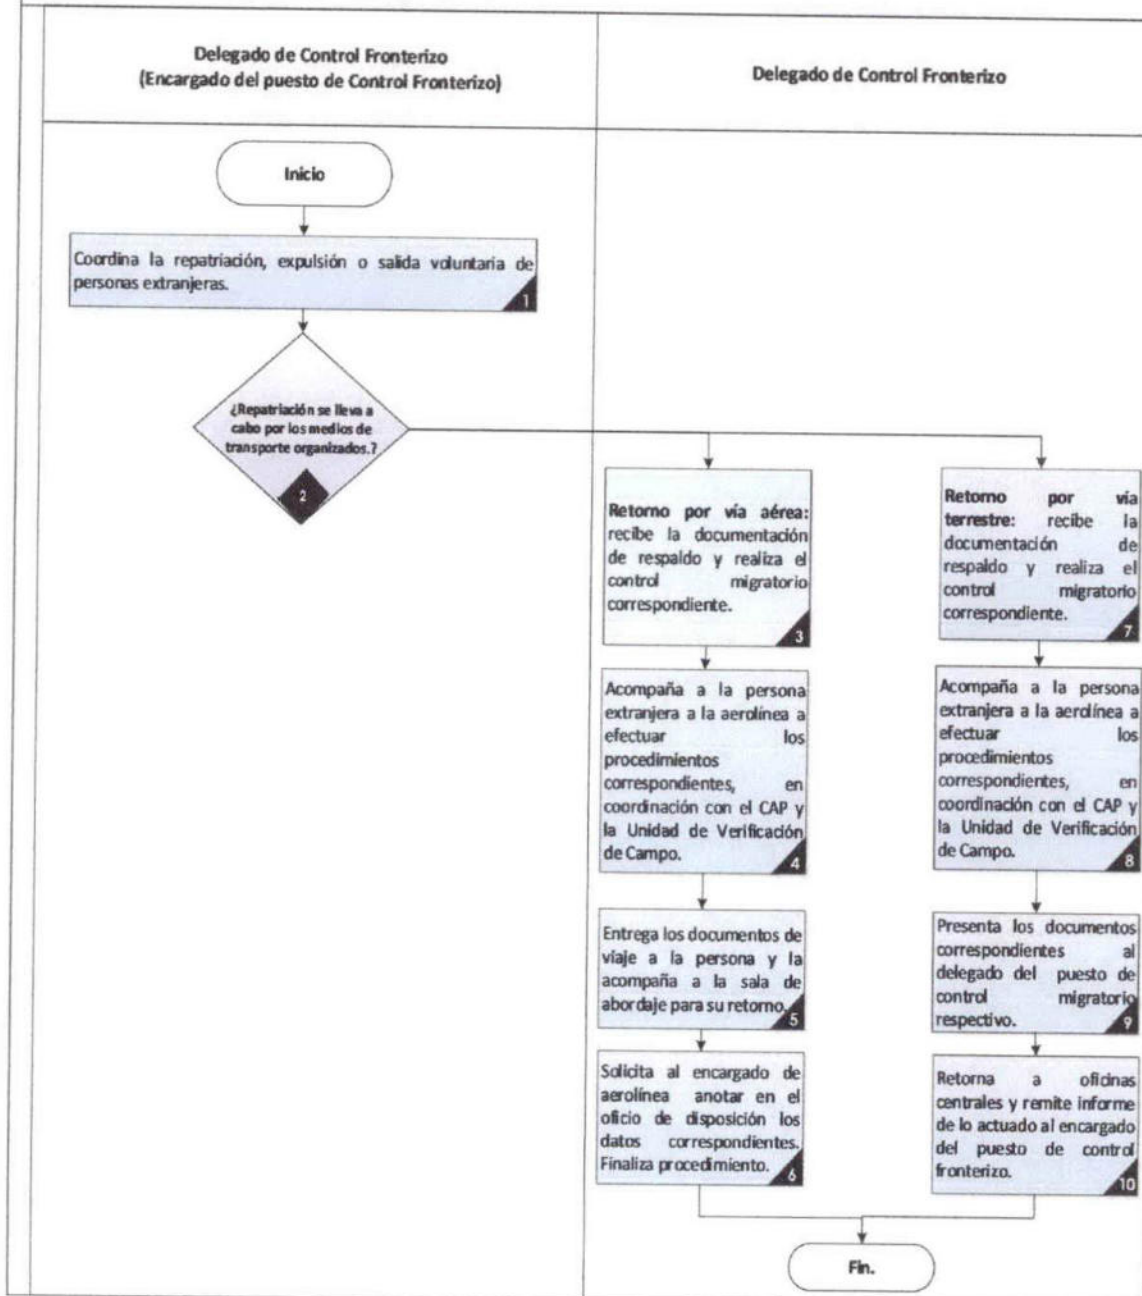 Delegado de Control Fronterizo
(Encargado del puesto de Control Fronterizo)
Delegado de Control Fronterizo
Inicio
Coordina la repatriación, expulsión o salida voluntaria de
personas extranjeras.
1
¿Repatriación se lleva a
cabo por los medios de
transporte organizados.?
2
Retorno por vía aérea:
recibe la documentación
de respaldo y realiza el
control migratorio
correspondiente.
3
Acompaña a la persona
extranjera a la aerolínea a
efectuar los
procedimientos
correspondientes, en
coordinación con el CAP y
la Unidad de Verificación
de Campo.
4
Entrega los documentos de
viaje a la persona y la
acompaña a la sala de
abordaje para su retorno.
5
Solicita al encargado de
aerolínea anotar en el
oficio de disposición los
datos correspondientes.
Finaliza procedimiento.
6
Retorno por vía
terrestre: recibe la
documentación de
respaldo y realiza el
control migratorio
correspondiente.
7
Acompaña a la persona
extranjera a la aerolínea a
efectuar los
procedimientos
correspondientes, en
coordinación con el CAP y
la Unidad de Verificación
de Campo.
8
Presenta los documentos
correspondientes al
delegado del puesto de
control migratorio
respectivo.
9
Retorna a oficinas
centrales y remite informe
de lo actuado al encargado
del puesto de control
fronterizo.
10
Fin.